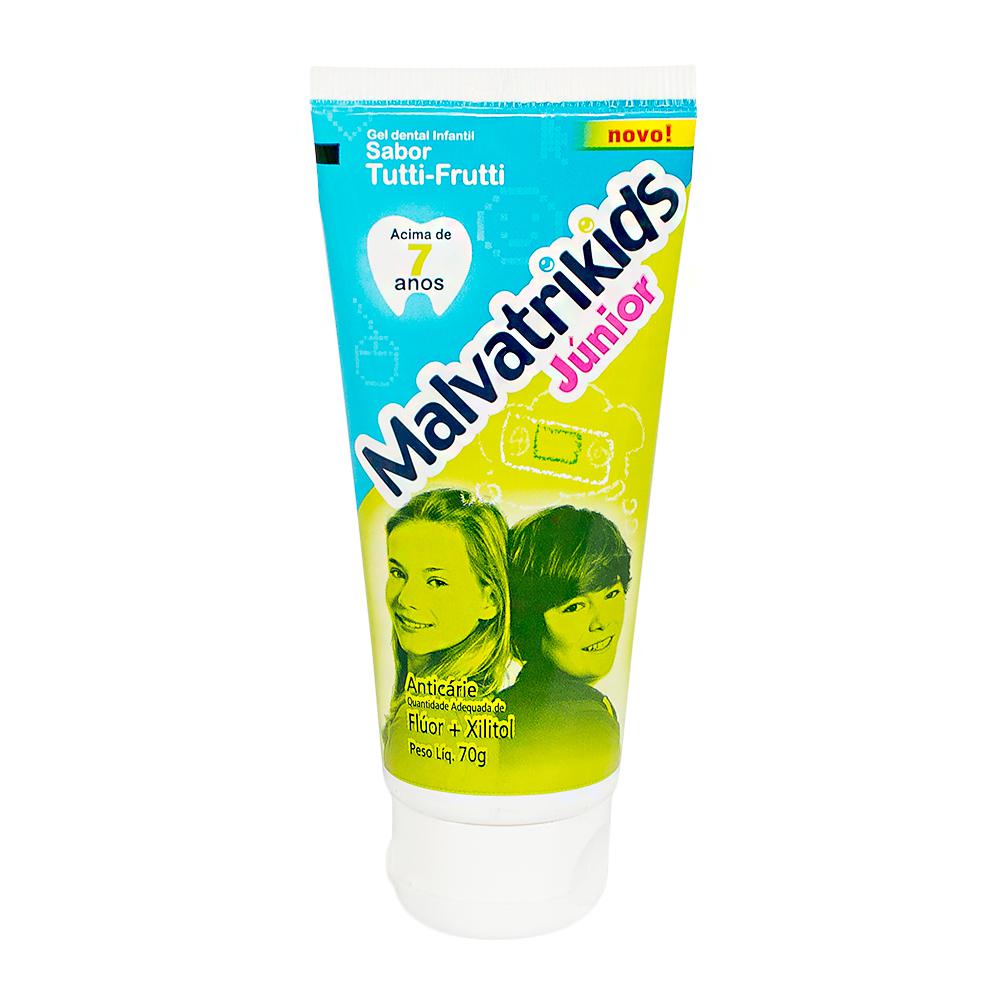 Gel dental Infantil
Sabor
Tutti-Frutti
novo!
Acima de
7
anos
Malvatrikids
Júnior
Anticárie
Quantidade Adequada de
Flúor + Xilitol
Peso Líq. 70g